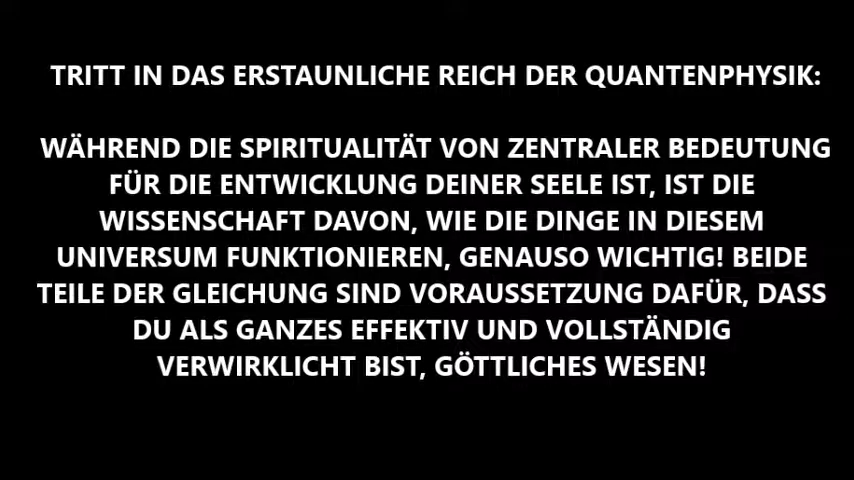 TRITT IN DAS ERSTAUNLICHE REICH DER QUANTENPHYSIK:
WÄHREND DIE SPIRITUALITÄT VON ZENTRALER BEDEUTUNG
FÜR DIE ENTWICKLUNG DEINER SEELE IST, IST DIE
WISSENSCHAFT DAVON, WIE DIE DINGE IN DIESEM
UNIVERSUM FUNKTIONIEREN, GENAUSO WICHTIG! BEIDE
TEILE DER GLEICHUNG SIND VORAUSSETZUNG DAFÜR, DASS
DU ALS GANZES EFFEKTIV UND VOLLSTÄNDIG
VERWIRKLICHT BIST, GÖTTLICHES WESEN!